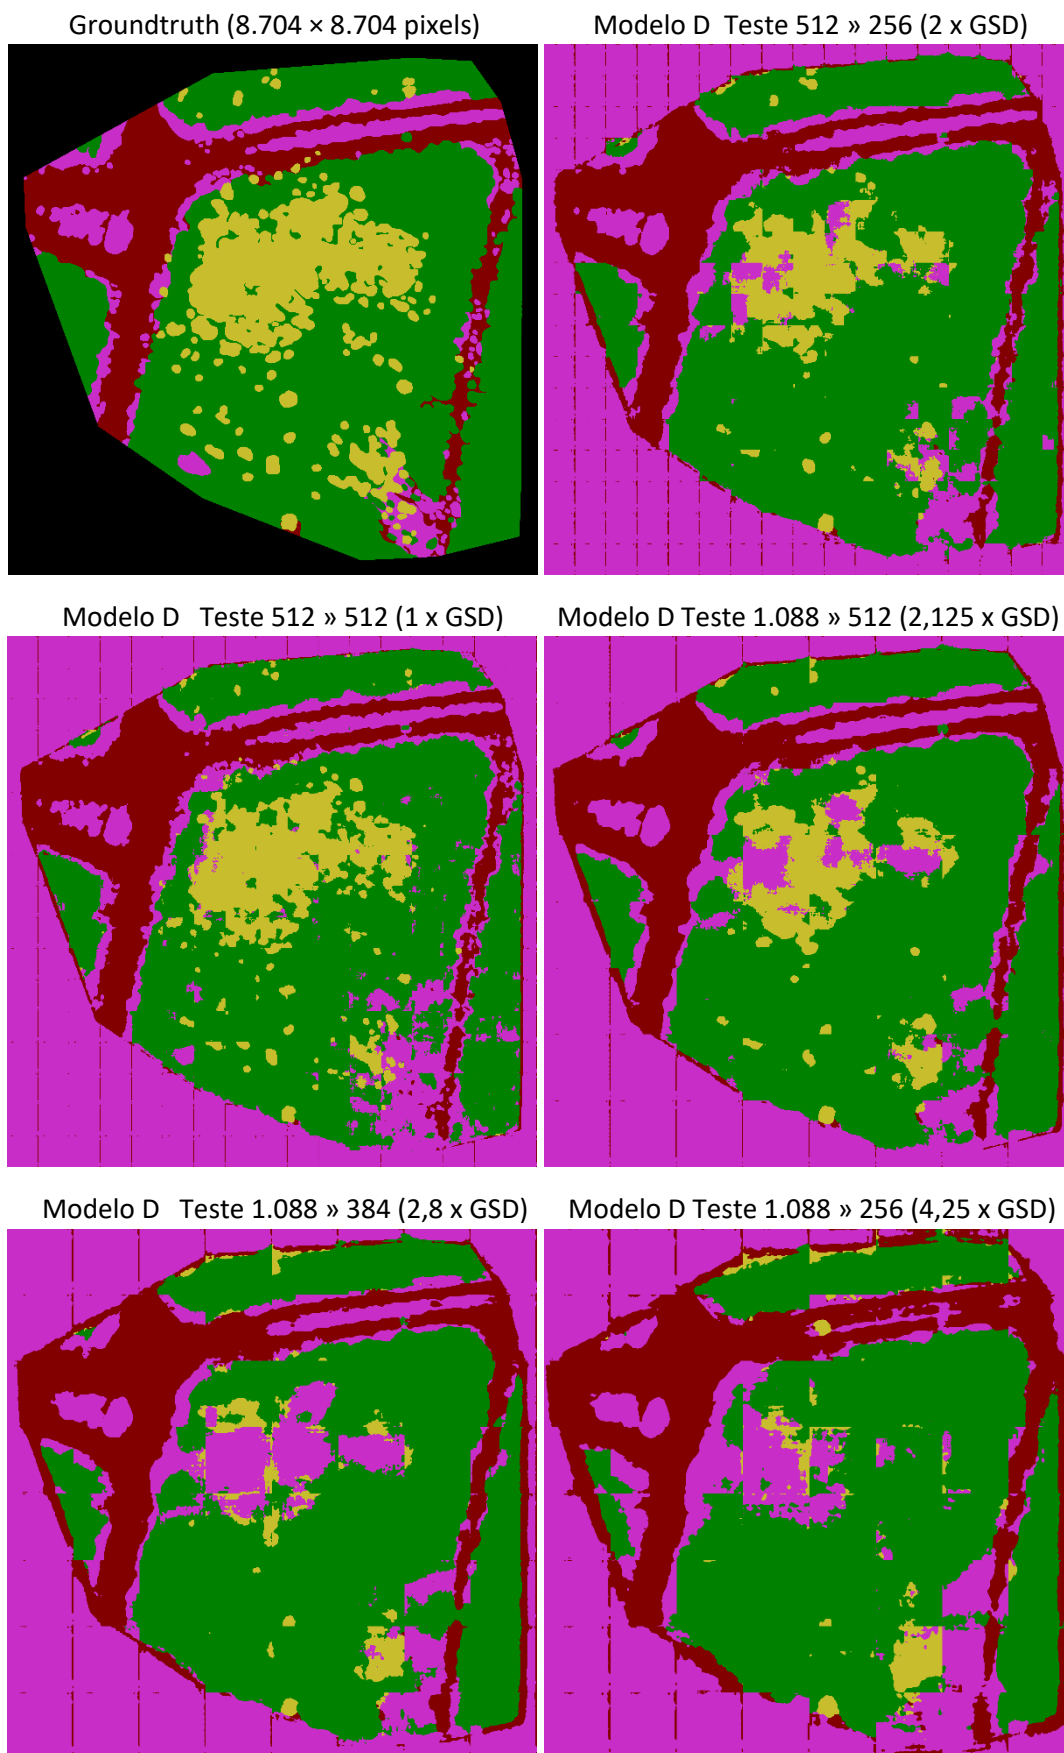 Groundtruth (8.704 × 8.704 pixels)
Modelo D Teste 512 » 256 (2 x GSD)
Modelo D Teste 512 » 512 (1 x GSD)
Modelo D Teste 1.088 » 512 (2,125 x GSD)
Modelo D Teste 1.088 » 384 (2,8 x GSD)
Modelo D Teste 1.088 » 256 (4,25 x GSD)